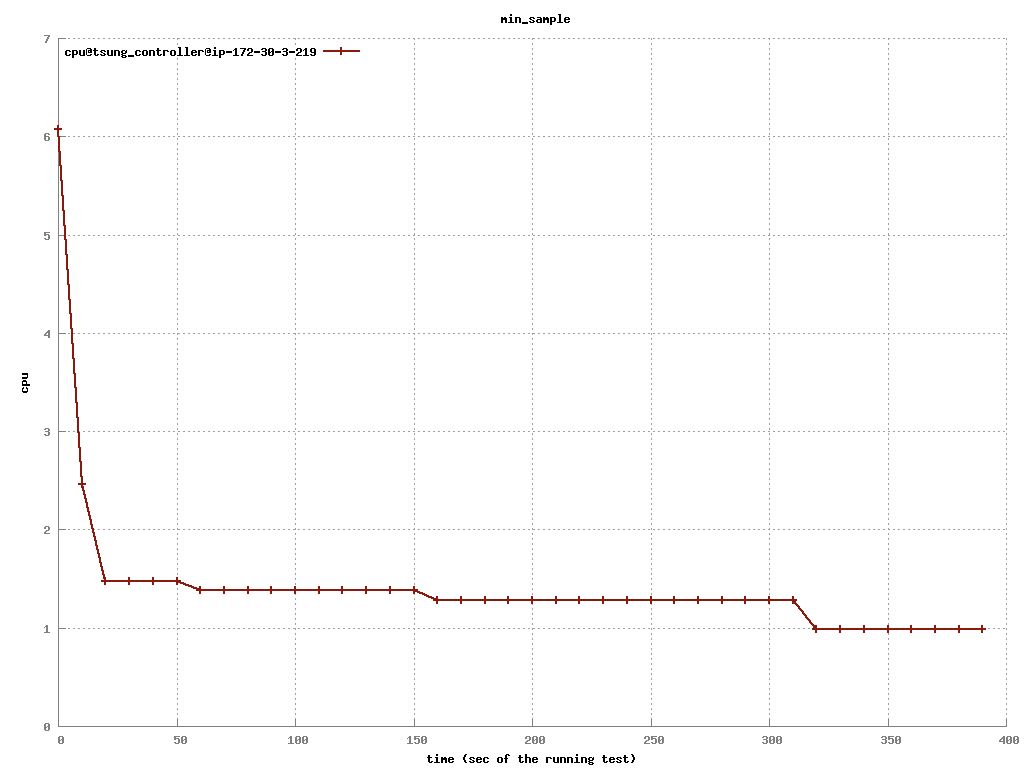 min_sample
cpu@tsung_controller@ip-172-30-3-219
7
6
5
4
3
2
1
0
cpu
0 50 100 150 200 250 300 350 400
time (sec of the running test)